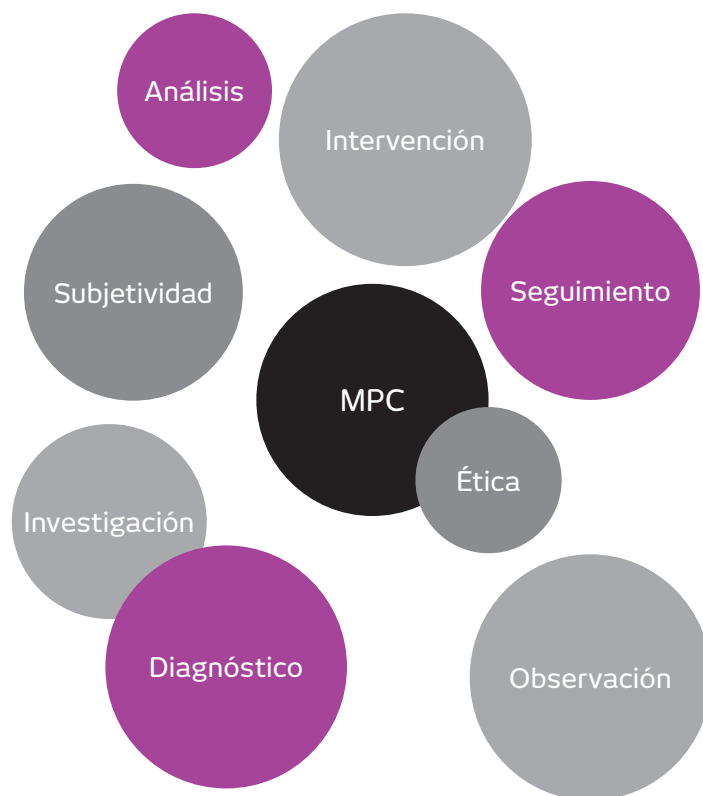 Análisis
Intervención
Subjetividad
Seguimiento
MPC
Ética
Investigación
Diagnóstico
Observación